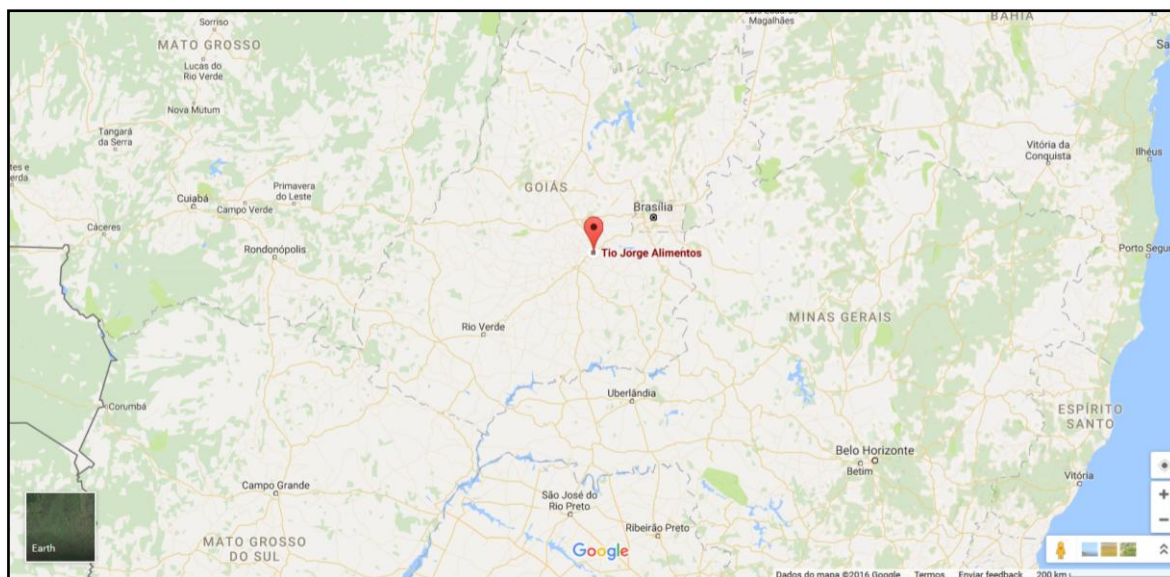 Sorriso
Magalhães
BAHIA
MATO GROSSO
Lucas do
Rio Verde
Nova Mutum
Tangará
da Serra
Vitória da
Conquista
Ilhéus
GOIÁS
Primavera
do Leste
Cuiabá
Campo Verde
Brasília
Cáceres
Rondonópolis
Tio Jorge Alimentos
Porto Segur
MINAS GERAIS
Rio Verde
Uberlândia
Corumbá
ESPÍRITO
SANTO
Belo Horizonte
Betim
Vitória
Campo Grande
São José do
Rio Preto
Ribeirão Preto
MATO GROSSO
DO SUL
Earth
Google
Dados do mapa ©2016 Google Termos Enviar feedback 200 km